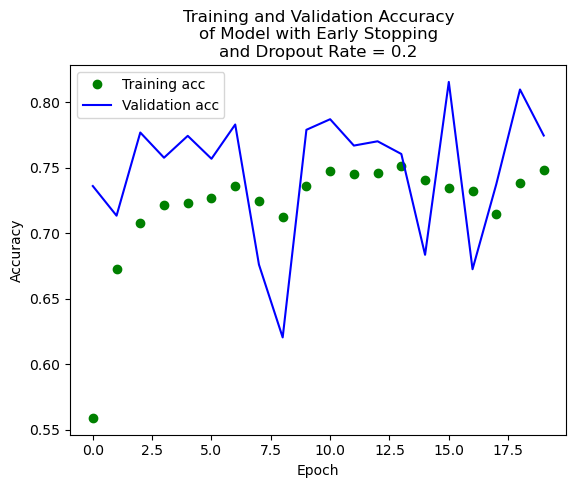 Training and Validation Accuracy
of Model with Early Stopping
and Dropout Rate = 0.2
Training acc
Validation acc
0.80
0.75
0.70
0.65
0.60
0.55
Accuracy
0.0 2.5 5.0 7.5 10.0 12.5 15.0 17.5
Epoch